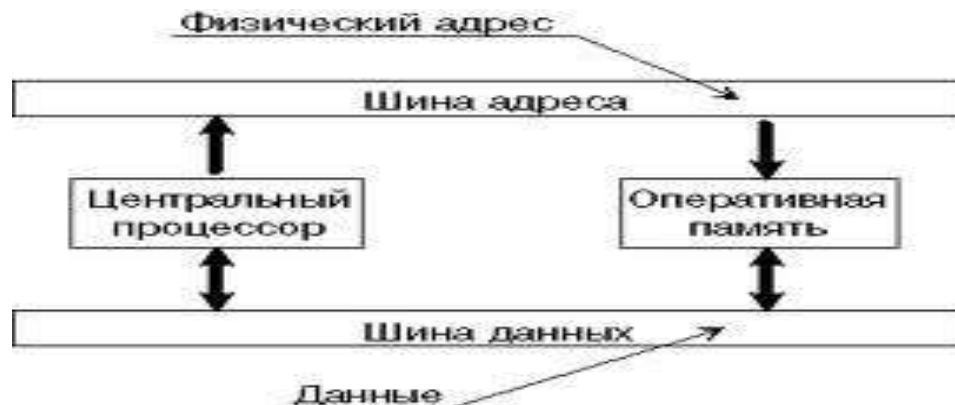 Физический адрес
Шина адреса
Центральный
процессор
Оперативная
память
Шина данных
Данные